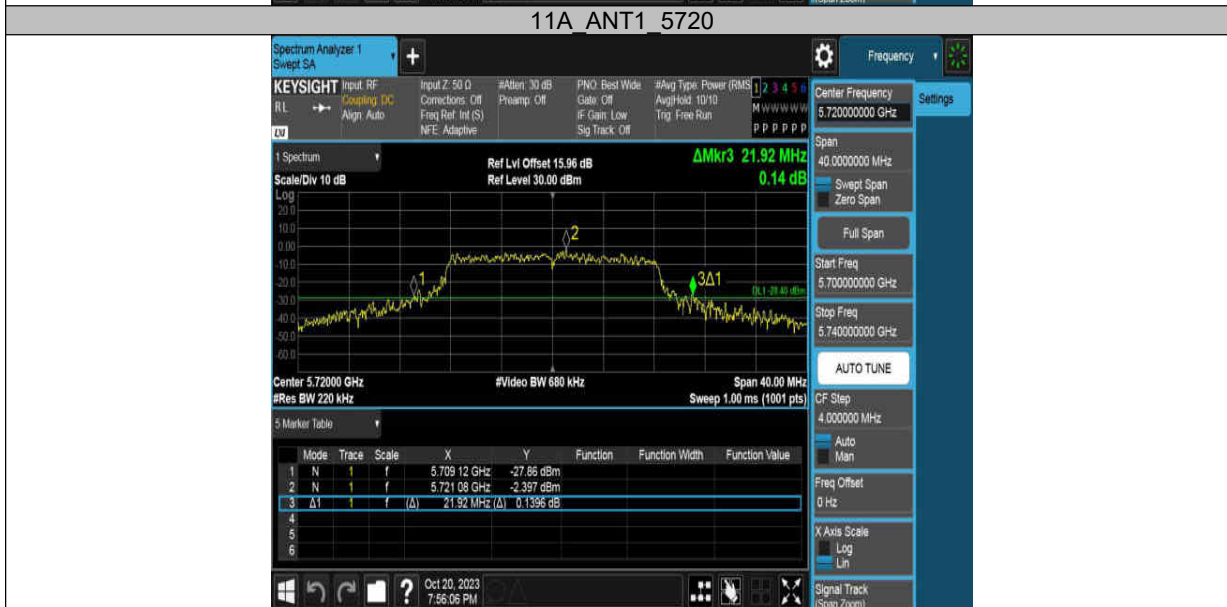 11A_ANT1_5720
Spectrum Analyzer 1
Swept SA
Frequency
KEYSIGHT
RL
LXI
Input: RF
Coupling: DC
Align: Auto
Input Z: 50 Ω
Corrections: Off
Freq Ref: Int (S)
NFE: Adaptive
#Atten: 30 dB
Preamp: Off
PNO: Best Wide
Gate: Off
IF Gain: Low
Sig Track: Off
#Avg Type: Power (RMS
Avg|Hold: 10/10
Trig: Free Run
1 2 3 4 5 6
M W W W W W
P P P P P P
1 Spectrum
Scale/Div 10 dB
Ref Lvl Offset 15.96 dB
Ref Level 30.00 dBm
ΔMkr3 21.92 MHz
0.14 dB
Log
20.0
10.0
0.00
-10.0
-20.0
-30.0
-40.0
-50.0
-60.0
1
2
3Δ1
DL1 -28.40 dBm
Center 5.72000 GHz
#Video BW 680 kHz
Span 40.00 MHz
#Res BW 220 kHz
Sweep 1.00 ms (1001 pts)
5 Marker Table
Mode Trace Scale X Y Function Function Width Function Value
1 N 1 f 5.709 12 GHz -27.86 dBm
2 N 1 f 5.721 08 GHz -2.397 dBm
3 Δ1 1 f (Δ) 21.92 MHz (Δ) 0.1396 dB
4
5
6
?
Oct 20, 2023
7:56:06 PM
Center Frequency
5.720000000 GHz
Settings
Span
40.0000000 MHz
Swept Span
Zero Span
Full Span
Start Freq
5.700000000 GHz
Stop Freq
5.740000000 GHz
AUTO TUNE
CF Step
4.000000 MHz
Auto
Man
Freq Offset
0 Hz
X Axis Scale
Log
Lin
Signal Track
(Span Zoom)